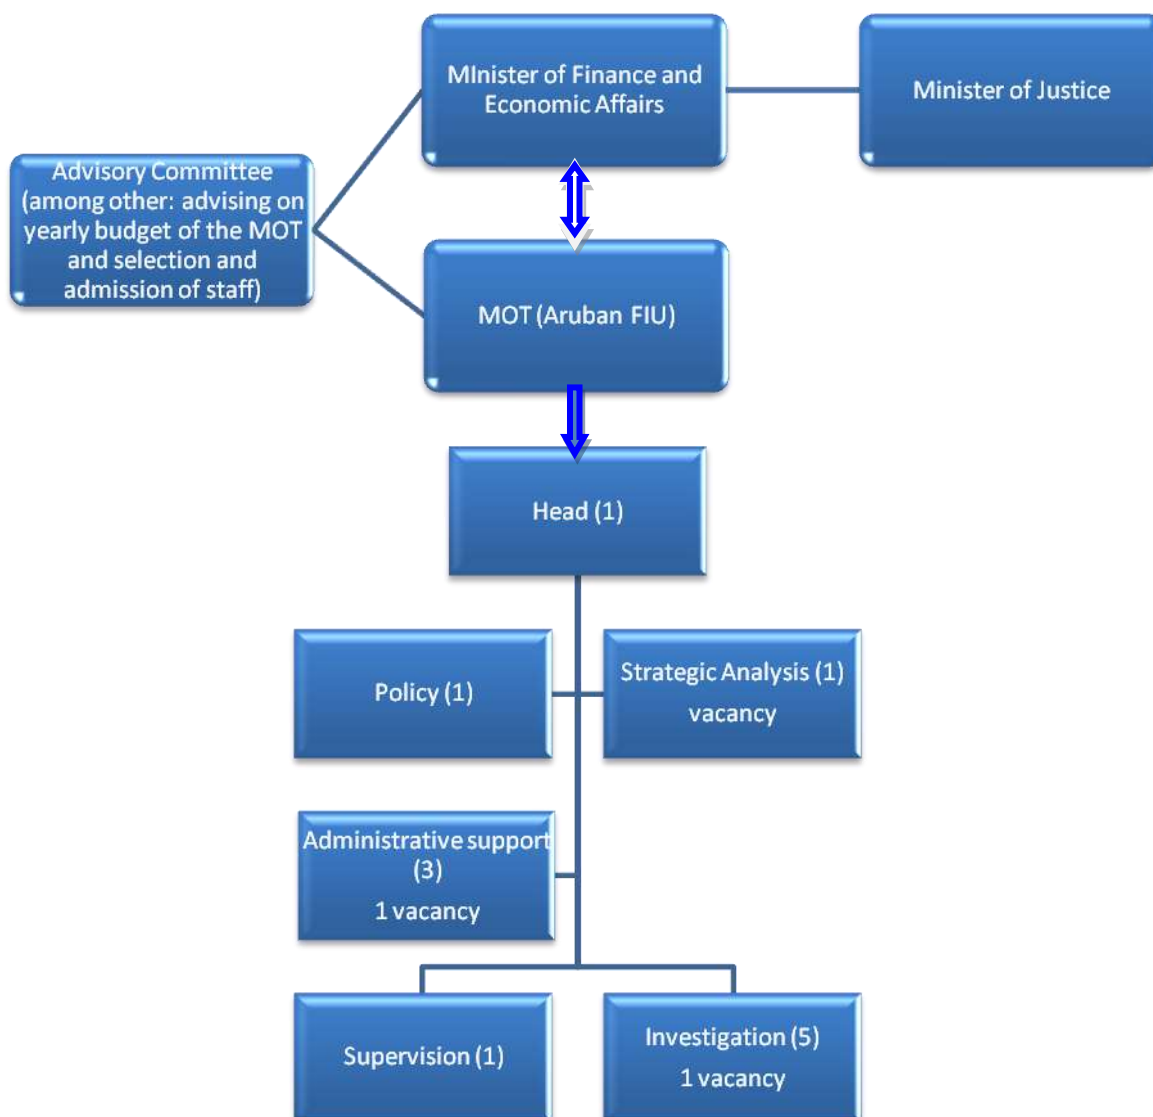 MInister of Finance and
Economic Affairs
Minister of Justice
Advisory Committee
(among other: advising on
yearly budget of the MOT
and selection and
admission of staff)
MOT (Aruban FIU)
Head (1)
Policy (1)
Strategic Analysis (1)
vacancy
Administrative support
(3)
1 vacancy
Supervision (1)
Investigation (5)
1 vacancy